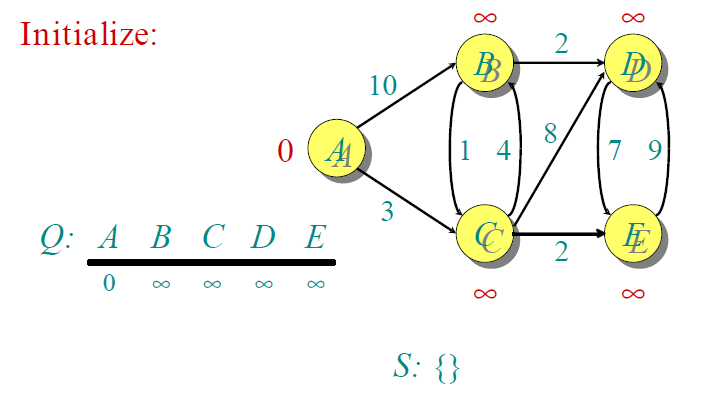 Initialize:
∞ ∞
B D
2
10
0 A
1 4 8 7 9
3
Q: A B C D E
0 ∞ ∞ ∞ ∞
C E
2
∞ ∞
S: {}